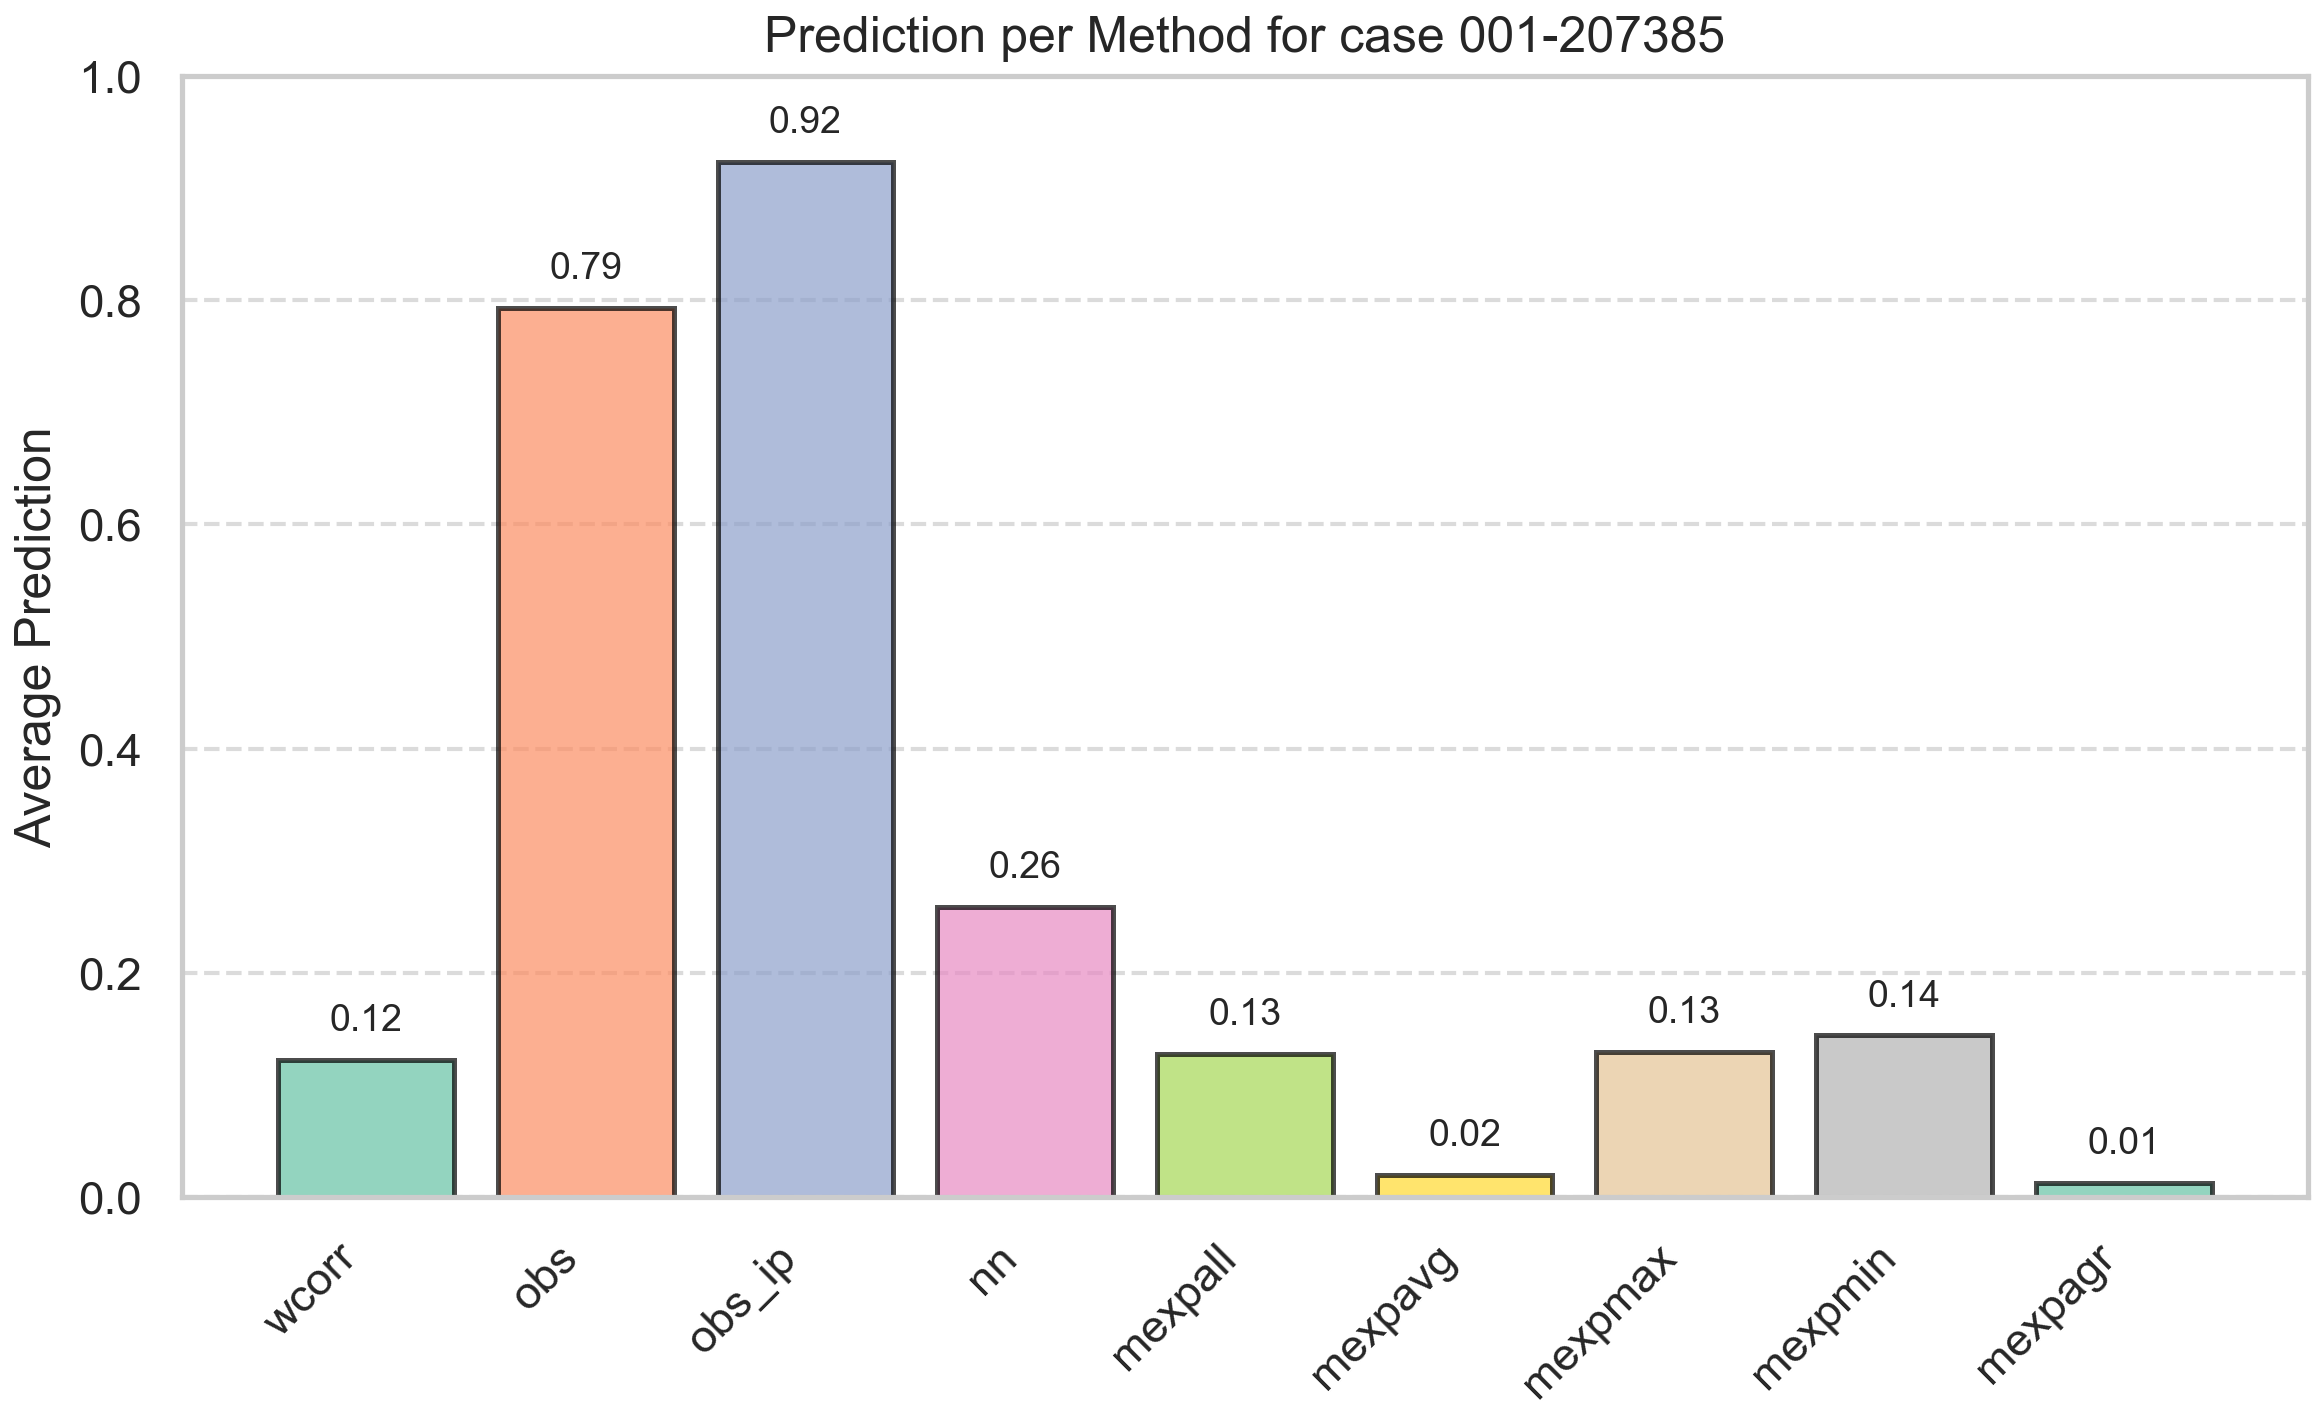 Prediction per Method for case 001-207385
Average Prediction
1.0
0.8
0.6
0.4
0.2
0.0
0.12
0.79
0.92
0.26
0.13
0.02
0.13
0.14
0.01
wcorr
obs
obs_ip
nn
mexpall
mexpavg
mexpmax
mexpmin
mexpagr